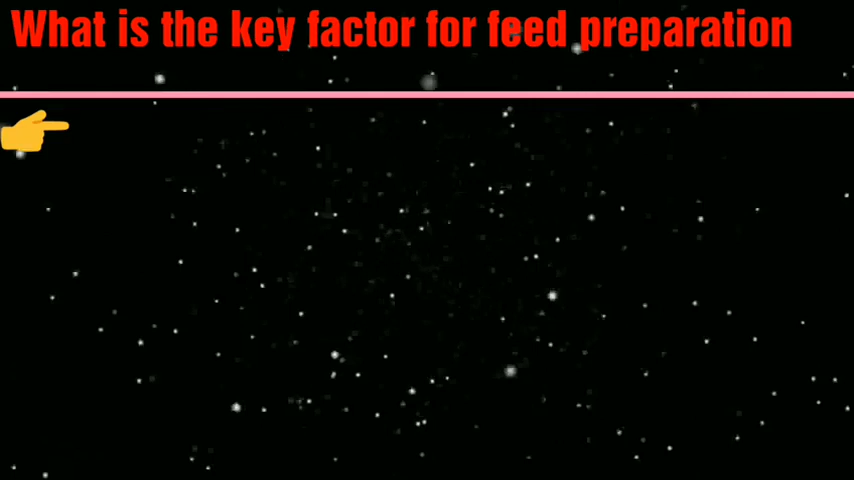 What is the key factor for feed preparation